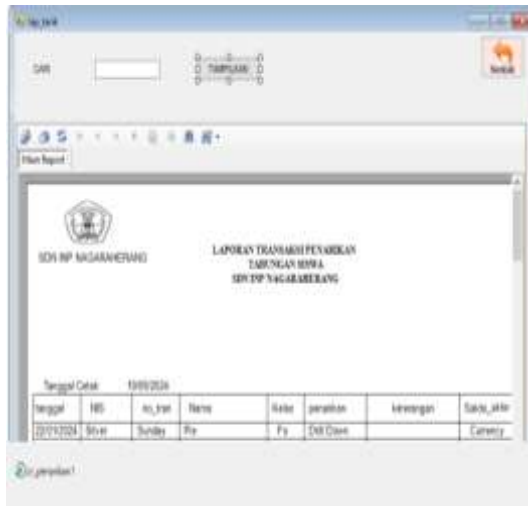 lap_tarik
DARI
TAMPILKAN
Kembali
Main Report
SDN INP NAGARAHERANG
LAPORAN TRANSAKSI PENARIKAN
TABUNGAN SISWA
SDN INP NAGARAHERANG
Tanggal Cetak 10/05/2024
tanggal NIS no_tran Nama Kelas penarikan keterangan Saldo_akhir
22/01/2024 Silver Sunday Pie Fo Drill Down Currency
cr_penarikan1